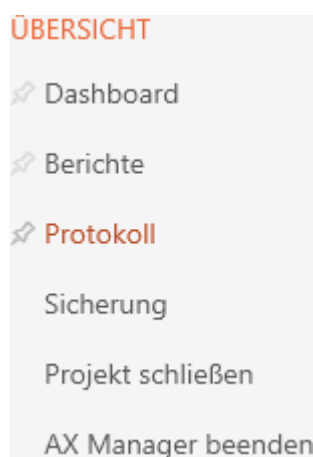 ÜBERSICHT
Dashboard
Berichte
Protokoll
Sicherung
Projekt schließen
AX Manager beenden